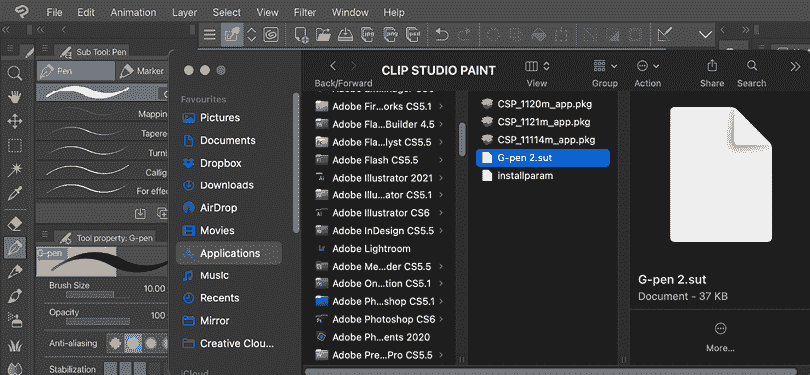 File Edit Animation Layer Select View Filter Window Help
Sub Tool: Pen
Pen
Marker
Mapping
Tapere
Turni
Callig
For effe
Tool property: G-pen
G-pen
Brush Size 10.00
Opacity 100
Anti-aliasing
Stabilization
Favourites
Pictures
Documents
Dropbox
Downloads
AirDrop
Movies
Applications
Music
Recents
Mirror
Creative Clou...
iCloud
Back/Forward
CLIP STUDIO PAINT
View
Group
Action
Share
Search
Adobe Fir...orks CS5.1
Adobe Fla...Builder 4.5
Adobe Fla...lyst CS5.5
Adobe Flash CS5.5
Adobe Illustrator 2021
Adobe Illu...ator CS5.1
Adobe Illustrator CS6
Adobe InDesign CS5.5
Adobe Lightroom
Adobe Me...der CS5.5
Adobe On...tion CS5.1
Adobe Ph...shop CS5.1
Adobe Photoshop CS6
Adobe Ph...ents 2020
Adobe Pre...Pro CS5.5
CSP_1120m_app.pkg
CSP_1121m_app.pkg
CSP_11114m_app.pkg
G-pen 2.sut
installparam
G-pen 2.sut
Document - 37 KB
More...